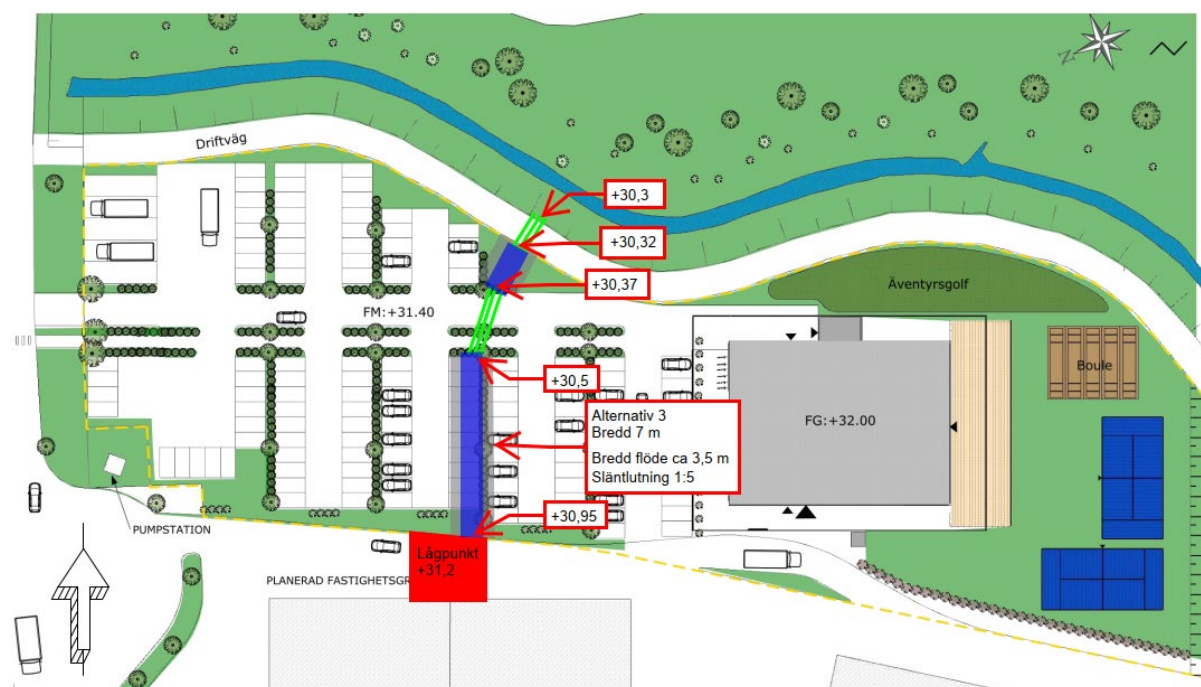 N
Driftväg
+30,3
+30,32
+30,37
Äventyrsgolf
FM:+31.40
Boule
+30,5
Alternativ 3
Bredd 7 m
Bredd flöde ca 3,5 m
Släntlutning 1:5
FG:+32.00
+30,95
PUMPSTATION
Lågpunkt
+31,2
PLANERAD FASTIGHETSGR